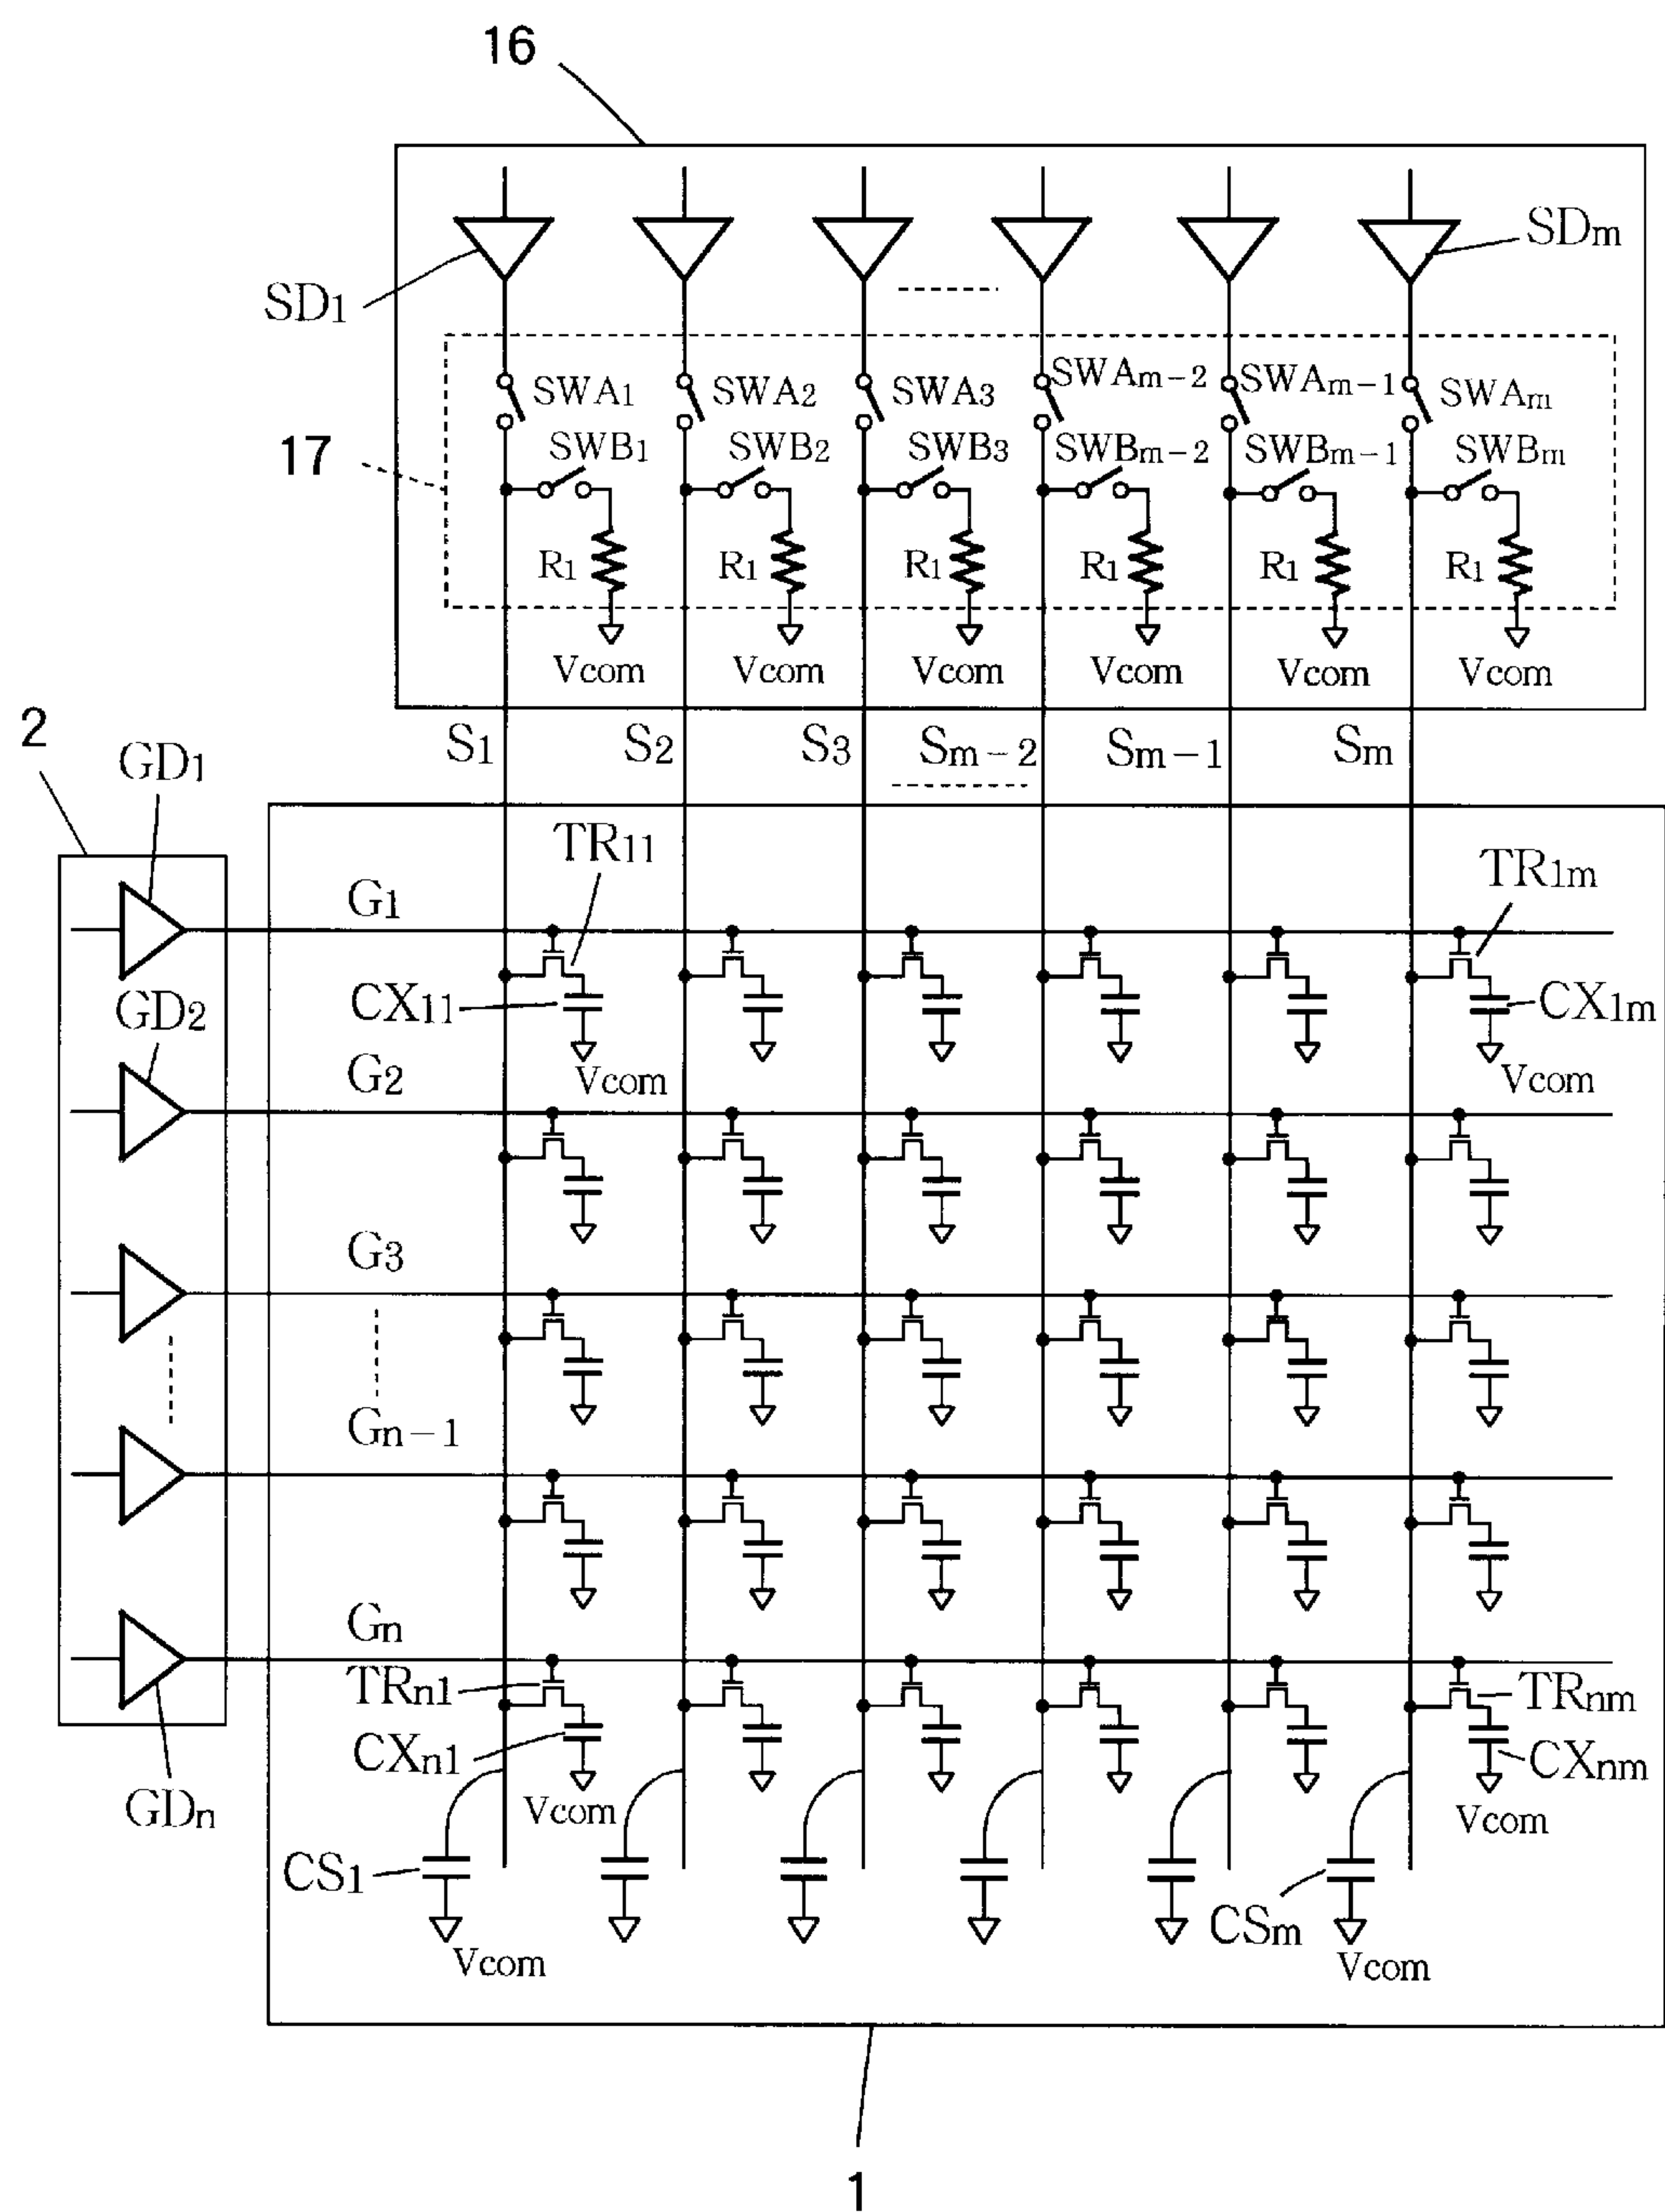 16
SD1
SDm
SWA1 SWA2 SWA3 SWAm-2 SWAm-1 SWAm
17
SWB1 SWB2 SWB3 SWBm-2 SWBm-1 SWBm
R1 R1 R1 R1 R1 R1
Vcom Vcom Vcom Vcom Vcom Vcom
2
S1 S2 S3 Sm-2 Sm-1 Sm
GD1
TR11
TR1m
G1
CX11
CX1m
GD2
G2
Vcom
Vcom
G3
Gn-1
Gn
TRn1
TRnm
CXn1
CXnm
GDn
Vcom
Vcom
CS1
CSm
Vcom
Vcom
1